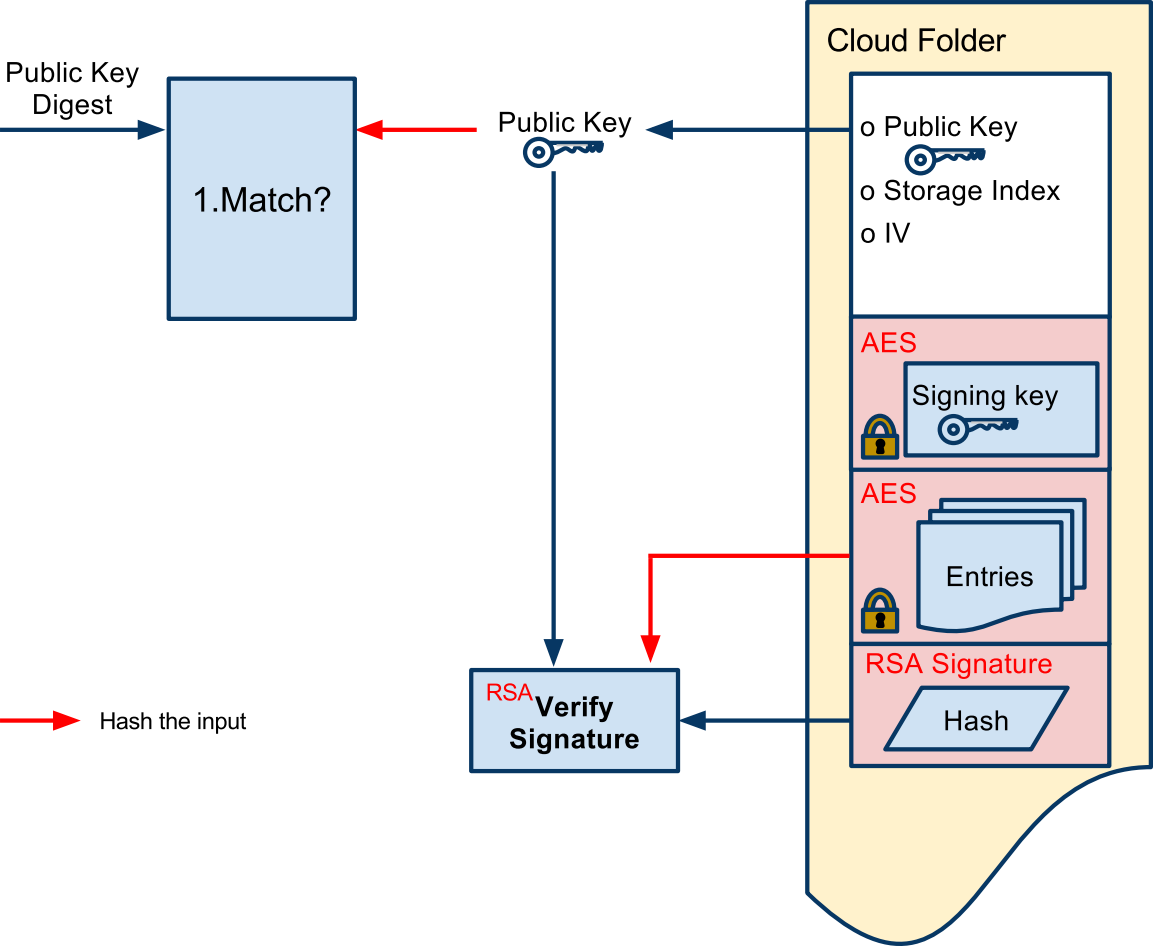 Cloud Folder
Public Key
Digest
1.Match?
Public Key
o Public Key
o Storage Index
o IV
AES
Signing key
AES
Entries
RSA Signature
Hash
RSA
Verify
Signature
Hash the input